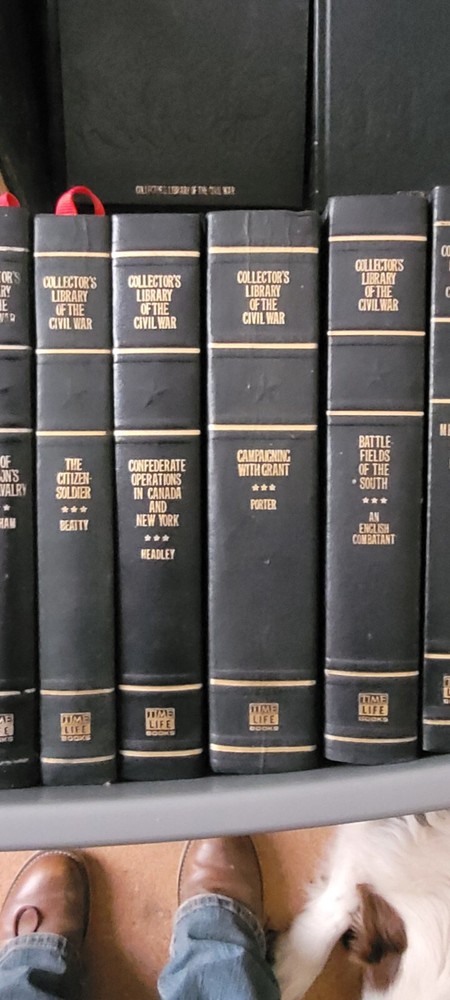 COLLECTOR'S LIBRARY OF THE CIVIL WAR
COLLECTOR'S
LIBRARY
OF THE
CIVIL WAR
THE
CITIZEN-
SOLDIER
BEATTY
TIME
LIFE
BOOKS
COLLECTOR'S
LIBRARY
OF THE
CIVIL WAR
CONFEDERATE
OPERATIONS
IN CANADA
AND
NEW YORK
HEADLEY
TIME
LIFE
BOOKS
COLLECTOR'S
LIBRARY
OF THE
CIVIL WAR
CAMPAIGNING
WITH GRANT
PORTER
TIME
LIFE
BOOKS
COLLECTOR'S
LIBRARY
OF THE
CIVIL WAR
BATTLE-
FIELDS
OF THE
SOUTH
AN
ENGLISH
COMBATANT
TIME
LIFE
BOOKS